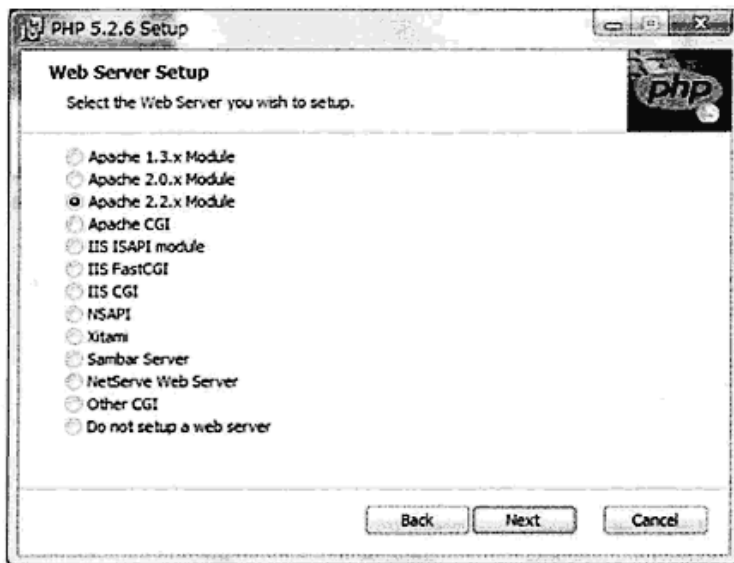 PHP 5.2.6 Setup
Web Server Setup
Select the Web Server you wish to setup.
php
Apache 1.3.x Module
Apache 2.0.x Module
Apache 2.2.x Module
Apache CGI
IIS ISAPI module
IIS FastCGI
IIS CGI
NSAPI
Xitami
Sambar Server
NetServe Web Server
Other CGI
Do not setup a web server
Back Next Cancel